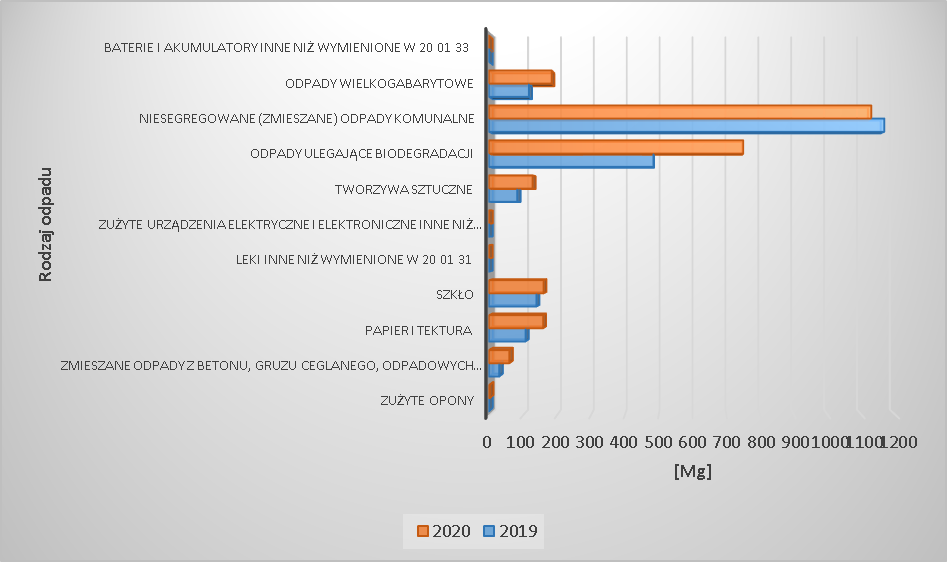 BATERIE I AKUMULATORY INNE NIŻ WYMIENIONE W 20 01 33
ODPADY WIELKOGABARYTOWE
NIESEGREGOWANE (ZMIESZANE) ODPADY KOMUNALNE
ODPADY ULEGAJĄCE BIODEGRADACJI
TWORZYWA SZTUCZNE
ZUŻYTE URZĄDZENIA ELEKTRYCZNE I ELEKTRONICZNE INNE NIŻ...
LEKI INNE NIŻ WYMIENIONE W 20 01 31
SZKŁO
PAPIER I TEKTURA
ZMIESZANE ODPADY Z BETONU, GRUZU CEGLANEGO, ODPADOWYCH...
ZUŻYTE OPONY
Rodzaj odpadu
0 100 200 300 400 500 600 700 800 900 1000 1100 1200
[Mg]
2020 2019